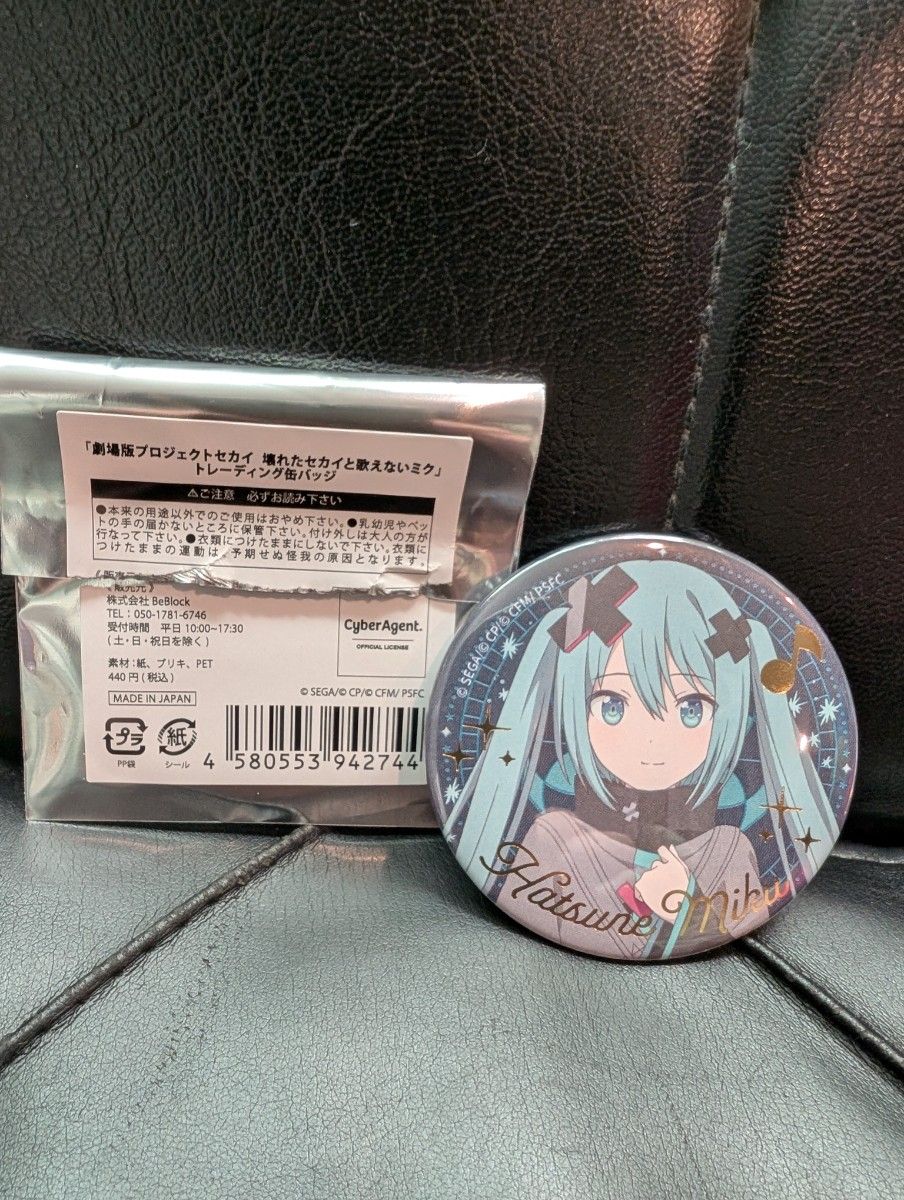 「劇場版プロジェクトセカイ 壊れたセカイと歌えないミク」
トレーディング缶バッジ
⚠ご注意 必ずお読み下さい
●本来の用途以外でのご使用はおやめ下さい。●乳幼児やペッ
トの手の届かないところに保管下さい。付け外しは大人の方が
行なって下さい。●衣類につけたままにしないで下さい。衣類に
つけたままの運動は、予期せぬ怪我の原因となります。
《販売元》
株式会社 BeBlock
TEL：050-1781-6746
受付時間 平日 10:00~17:30
(土・日・祝日を除く)
素材：紙、ブリキ、PET
440円(税込)
MADE IN JAPAN
CyberAgent.
OFFICIAL LICENSE
© SEGA/© CP/© CFM/ PSFC
プラ
PP袋
紙
シール
4 580553 942744
© SEGA/© CP/© CFM/ PSFC
Hatsune Miku